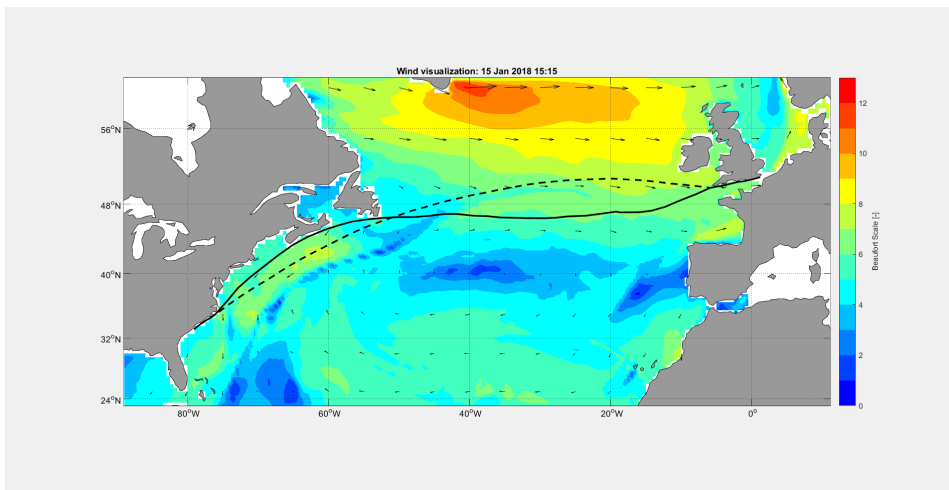 Wind visualization: 15 Jan 2018 15:15
56°N
48°N
40°N
32°N
24°N
80°W
60°W
40°W
20°W
0°
12
10
8
6
4
2
0
Beaufort Scale [-]